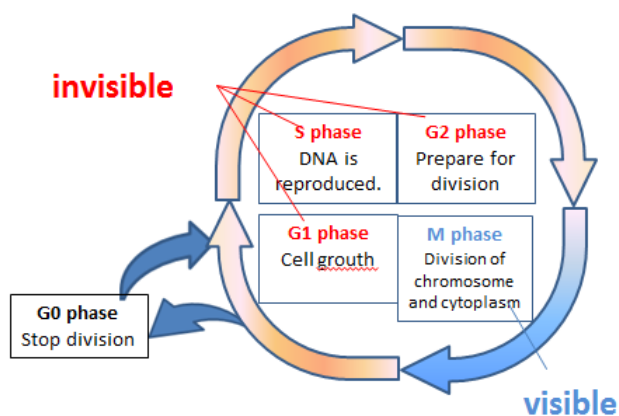 invisible
S phase
DNA is
reproduced.
G2 phase
Prepare for
division
G1 phase
Cell grouth
M phase
Division of
chromosome
and cytoplasm
G0 phase
Stop division
visible